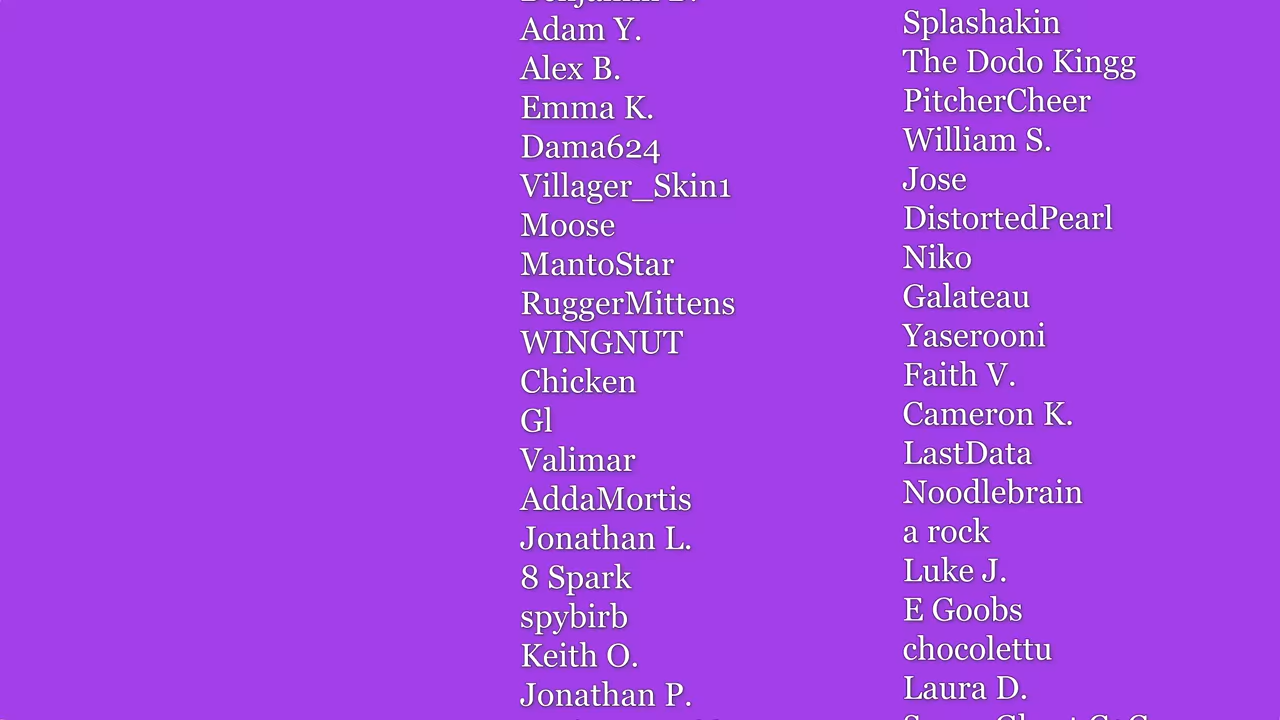 Adam Y.
Alex B.
Emma K.
Dama624
Villager_Skin1
Moose
MantoStar
RuggerMittens
WINGNUT
Chicken
Gl
Valimar
AddaMortis
Jonathan L.
8 Spark
spybirb
Keith O.
Jonathan P.
Splashakin
The Dodo Kingg
PitcherCheer
William S.
Jose
DistortedPearl
Niko
Galateau
Yaserooni
Faith V.
Cameron K.
LastData
Noodlebrain
a rock
Luke J.
E Goobs
chocolettu
Laura D.